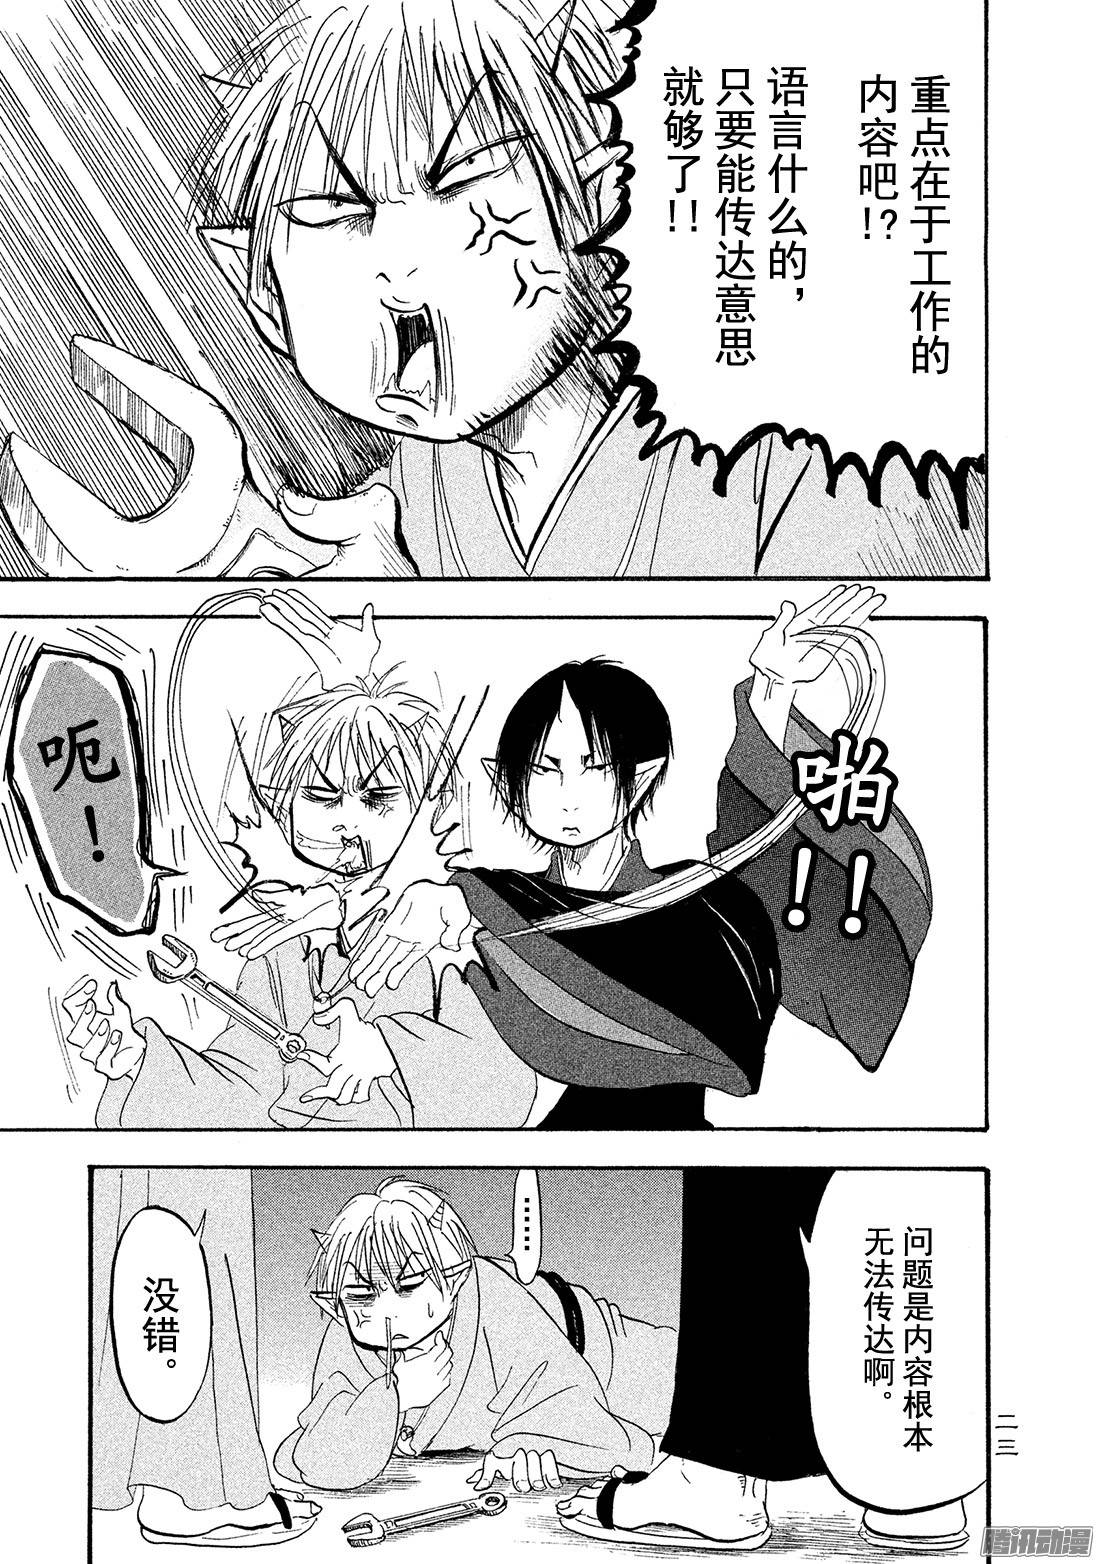 重点在于工作的
内容吧!?
语言什么的，
只要能传达意思
就够了!!
啪
!!
呃！
问题是内容根本
无法传达啊。
……
没错。
二三
腾讯动漫